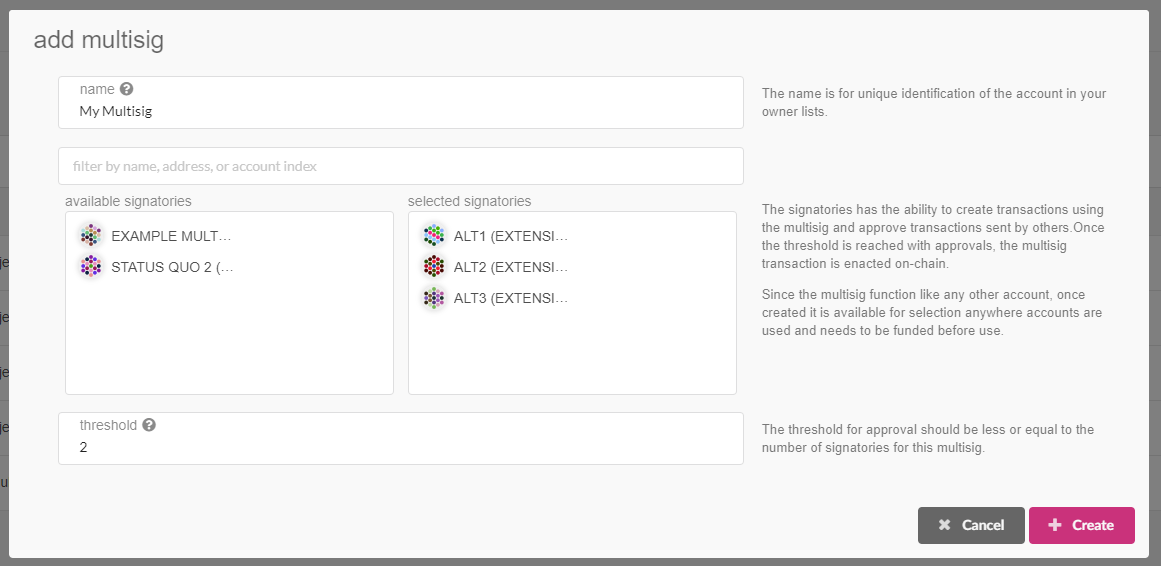 add multisig
name
My Multisig
The name is for unique identification of the account in your
owner lists.
filter by name, address, or account index
available signatories
EXAMPLE MULT...
STATUS QUO 2 (...
selected signatories
ALT1 (EXTENSI...
ALT2 (EXTENSI...
ALT3 (EXTENSI...
The signatories has the ability to create transactions using
the multisig and approve transactions sent by others.Once
the threshold is reached with approvals, the multisig
transaction is enacted on-chain.
Since the multisig function like any other account, once
created it is available for selection anywhere accounts are
used and needs to be funded before use.
threshold
2
The threshold for approval should be less or equal to the
number of signatories for this multisig.
Cancel
Create